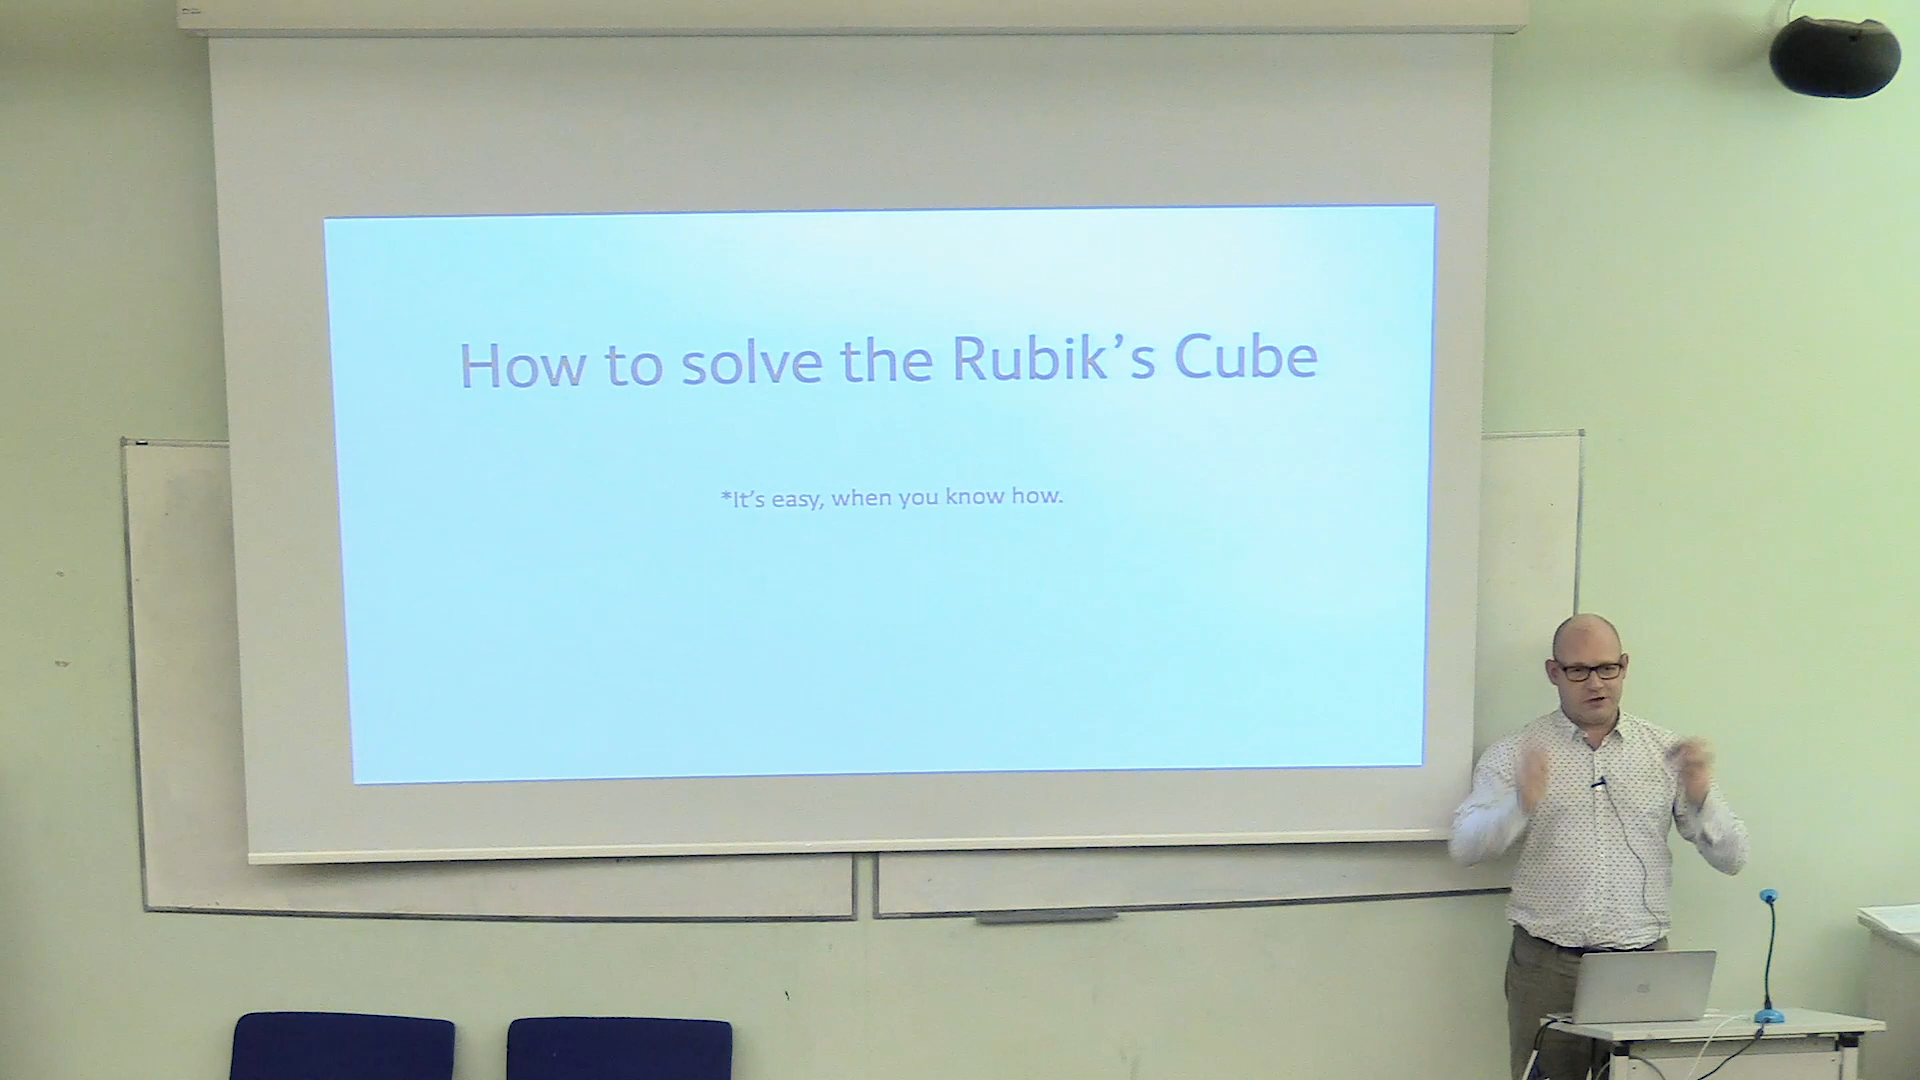 How to solve the Rubik’s Cube
*It’s easy, when you know how.